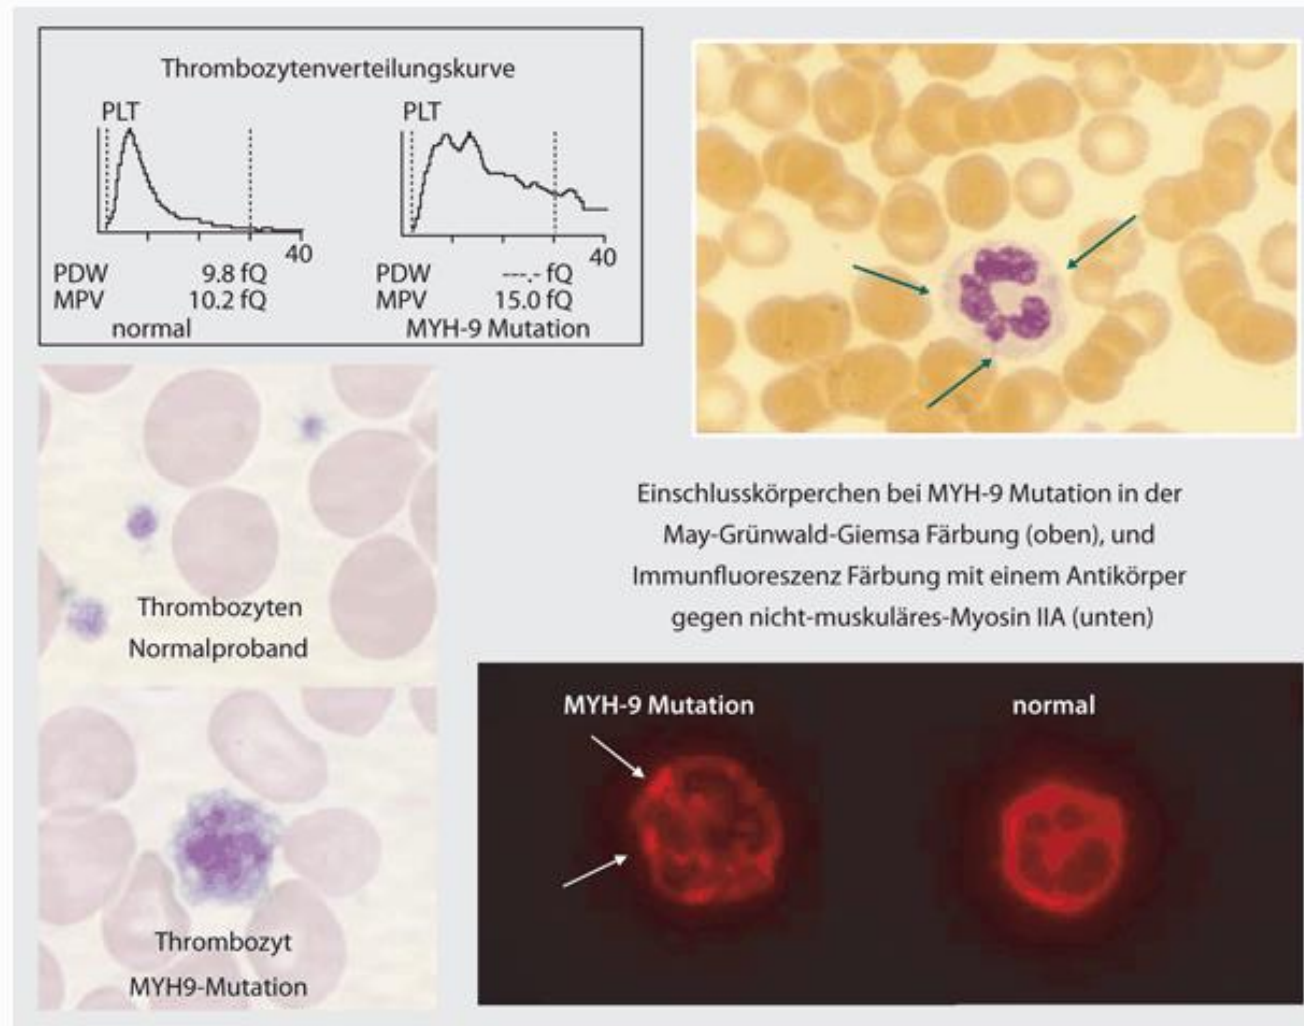 Thrombozytenverteilungskurve
PLT
40
PDW 9.8 fQ
MPV 10.2 fQ
normal
PLT
40
PDW ---.- fQ
MPV 15.0 fQ
MYH-9 Mutation
Einschlusskörperchen bei MYH-9 Mutation in der
May-Grünwald-Giemsa Färbung (oben), und
Immunfluoreszenz Färbung mit einem Antikörper
gegen nicht-muskuläres-Myosin IIA (unten)
Thrombozyten
Normalproband
Thrombozyt
MYH9-Mutation
MYH-9 Mutation
normal